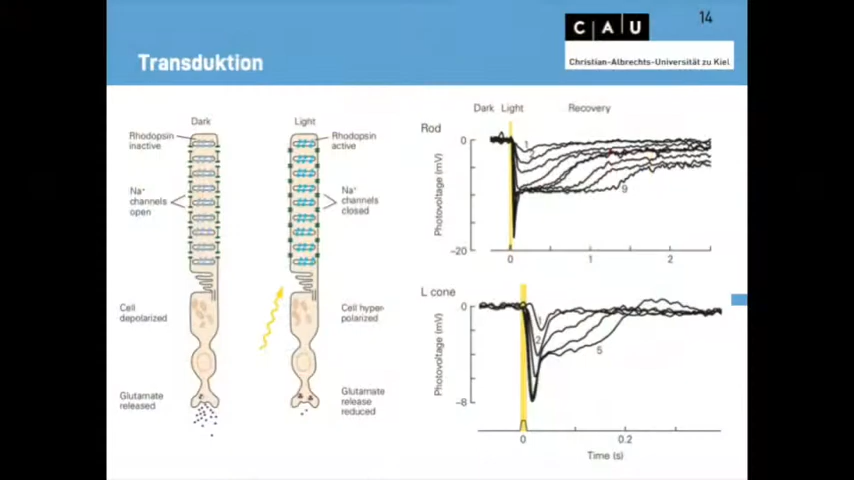 14
CAU
Christian-Albrechts-Universität zu Kiel
Transduktion
Dark
Light
Rhodopsin
inactive
Rhodopsin
active
Na⁺
channels
open
Na⁺
channels
closed
Cell
depolarized
Cell hyper-
polarized
Glutamate
released
Glutamate
release
reduced
Dark Light Recovery
Rod
0
Photovoltage (mV)
–20
1
2
9
0 1 2
L cone
0
Photovoltage (mV)
–8
1
2
5
0 0.2
Time (s)